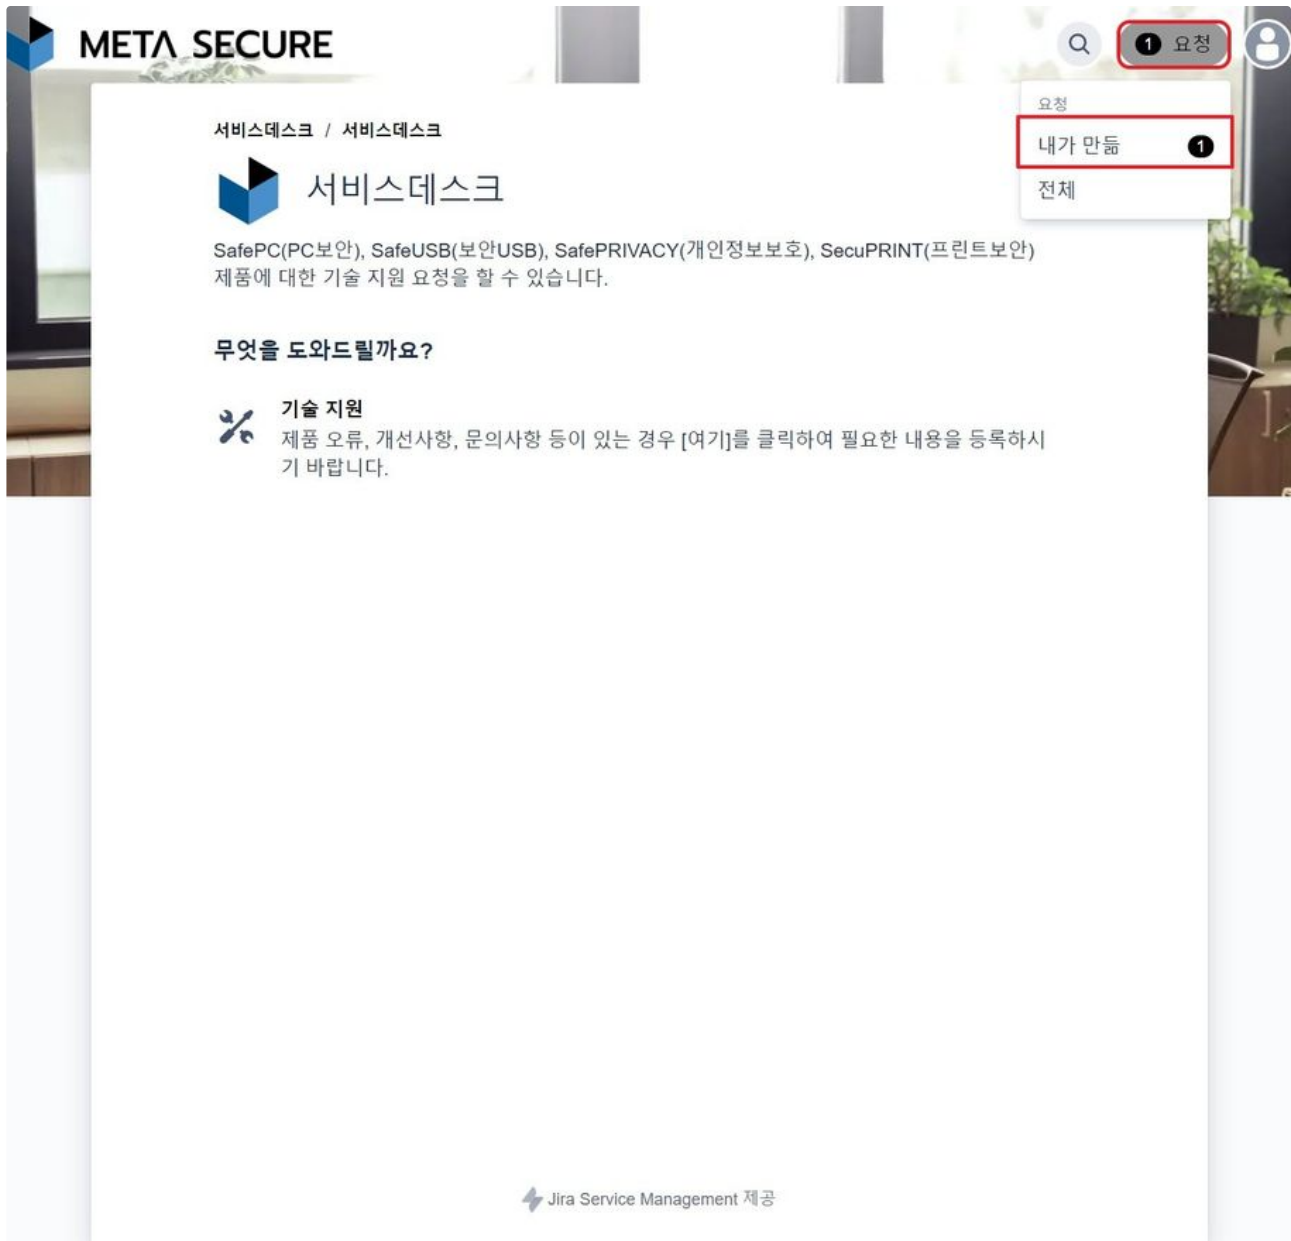 META SECURE
1 요청
요청
내가 만듦 1
전체
서비스데스크 / 서비스데스크
서비스데스크
SafePC(PC보안), SafeUSB(보안USB), SafePRIVACY(개인정보보호), SecuPRINT(프린트보안)
제품에 대한 기술 지원 요청을 할 수 있습니다.
무엇을 도와드릴까요?
기술 지원
제품 오류, 개선사항, 문의사항 등이 있는 경우 [여기]를 클릭하여 필요한 내용을 등록하시
기 바랍니다.
Jira Service Management 제공